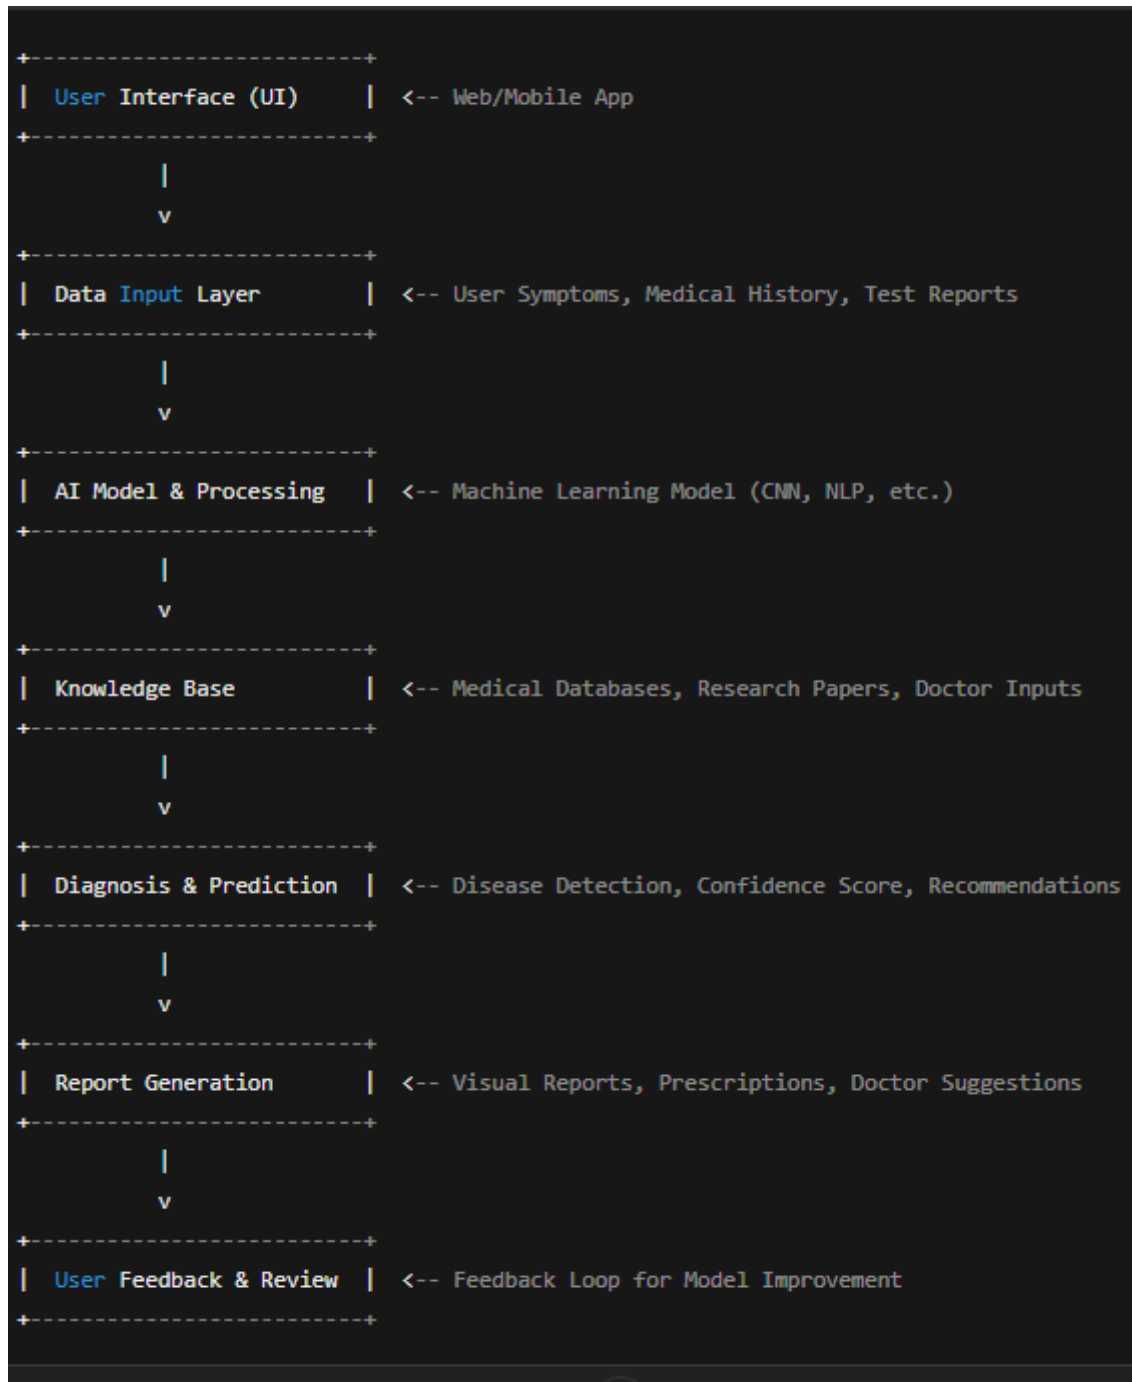 +--------------------------+
|  User Interface (UI)     |  <-- Web/Mobile App
+--------------------------+
           |
           v
+--------------------------+
|  Data Input Layer        |  <-- User Symptoms, Medical History, Test Reports
+--------------------------+
           |
           v
+--------------------------+
|  AI Model & Processing   |  <-- Machine Learning Model (CNN, NLP, etc.)
+--------------------------+
           |
           v
+--------------------------+
|  Knowledge Base          |  <-- Medical Databases, Research Papers, Doctor Inputs
+--------------------------+
           |
           v
+--------------------------+
|  Diagnosis & Prediction  |  <-- Disease Detection, Confidence Score, Recommendations
+--------------------------+
           |
           v
+--------------------------+
|  Report Generation       |  <-- Visual Reports, Prescriptions, Doctor Suggestions
+--------------------------+
           |
           v
+--------------------------+
|  User Feedback & Review  |  <-- Feedback Loop for Model Improvement
+--------------------------+